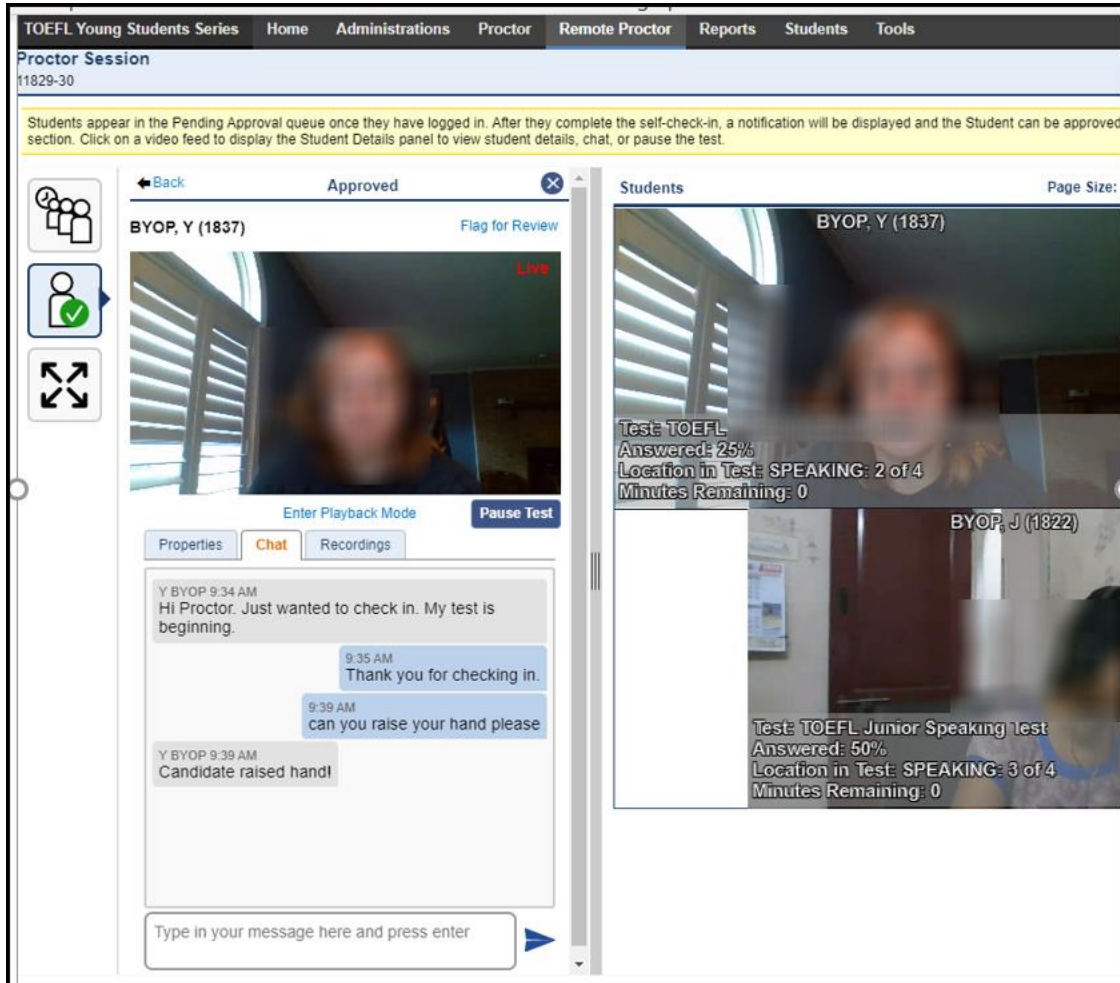 TOEFL Young Students Series Home Administrations Proctor Remote Proctor Reports Students Tools
Proctor Session
11829-30
Students appear in the Pending Approval queue once they have logged in. After they complete the self-check-in, a notification will be displayed and the Student can be approved
section. Click on a video feed to display the Student Details panel to view student details, chat, or pause the test.
Back Approved
BYOP, Y (1837) Flag for Review
Live
Enter Playback Mode Pause Test
Properties Chat Recordings
Y BYOP 9:34 AM
Hi Proctor. Just wanted to check in. My test is
beginning.
9:35 AM
Thank you for checking in.
9:39 AM
can you raise your hand please
Y BYOP 9:39 AM
Candidate raised hand!
Type in your message here and press enter
Students Page Size:
BYOP, Y (1837)
Test: TOEFL
Answered: 25%
Location in Test: SPEAKING: 2 of 4
Minutes Remaining: 0
BYOP, J (1822)
Test: TOEFL Junior Speaking Test
Answered: 50%
Location in Test: SPEAKING: 3 of 4
Minutes Remaining: 0